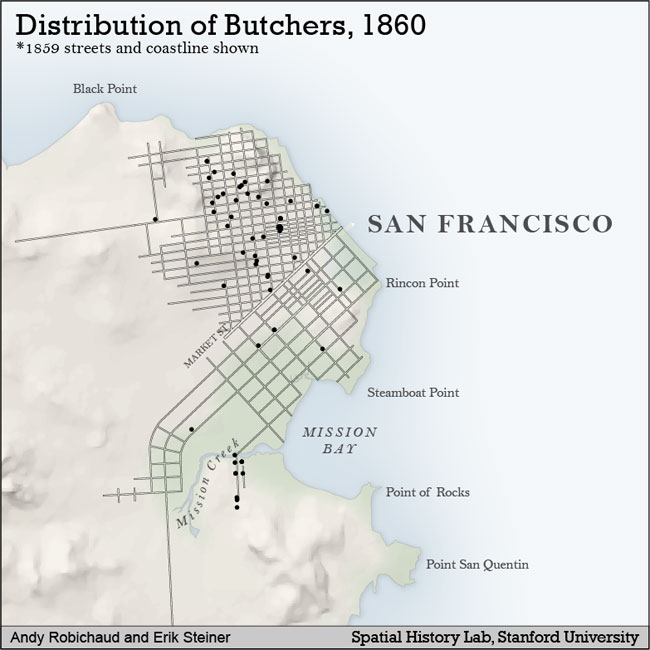 Distribution of Butchers, 1860
*1859 streets and coastline shown
Black Point
SAN FRANCISCO
Rincon Point
MARKET ST.
Steamboat Point
MISSION
BAY
Mission Creek
Point of Rocks
Point San Quentin
Andy Robichaud and Erik Steiner
Spatial History Lab, Stanford University